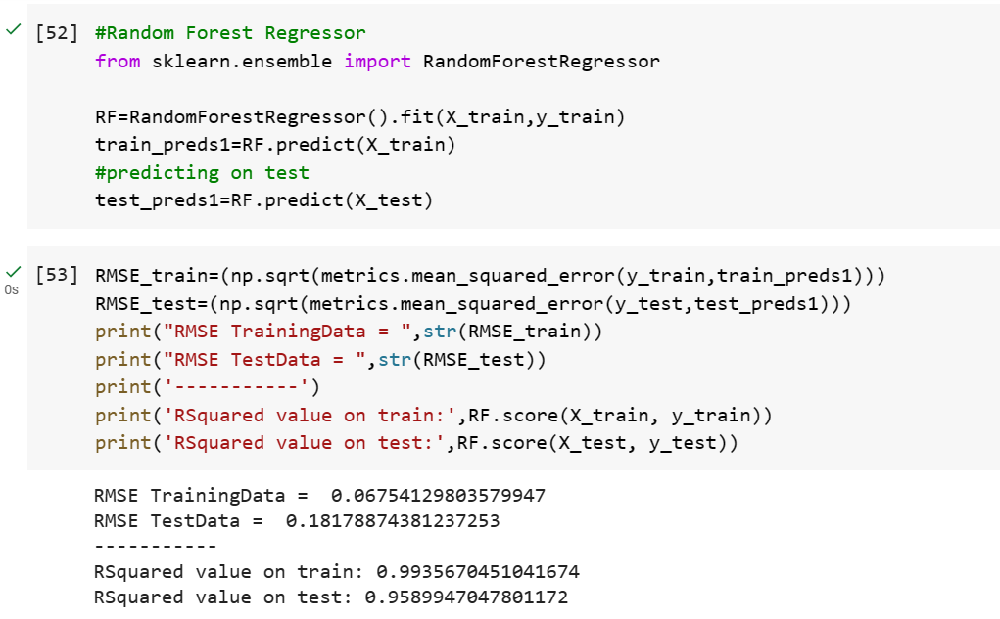 [52] #Random Forest Regressor
from sklearn.ensemble import RandomForestRegressor
RF=RandomForestRegressor().fit(X_train,y_train)
train_preds1=RF.predict(X_train)
#predicting on test
test_preds1=RF.predict(X_test)
[53] RMSE_train=(np.sqrt(metrics.mean_squared_error(y_train,train_preds1)))
0s
RMSE_test=(np.sqrt(metrics.mean_squared_error(y_test,test_preds1)))
print("RMSE TrainingData = ",str(RMSE_train))
print("RMSE TestData = ",str(RMSE_test))
print('-----------')
print('RSquared value on train:',RF.score(X_train, y_train))
print('RSquared value on test:',RF.score(X_test, y_test))
RMSE TrainingData =  0.06754129803579947
RMSE TestData =  0.18178874381237253
-----------
RSquared value on train: 0.9935670451041674
RSquared value on test: 0.9589947047801172